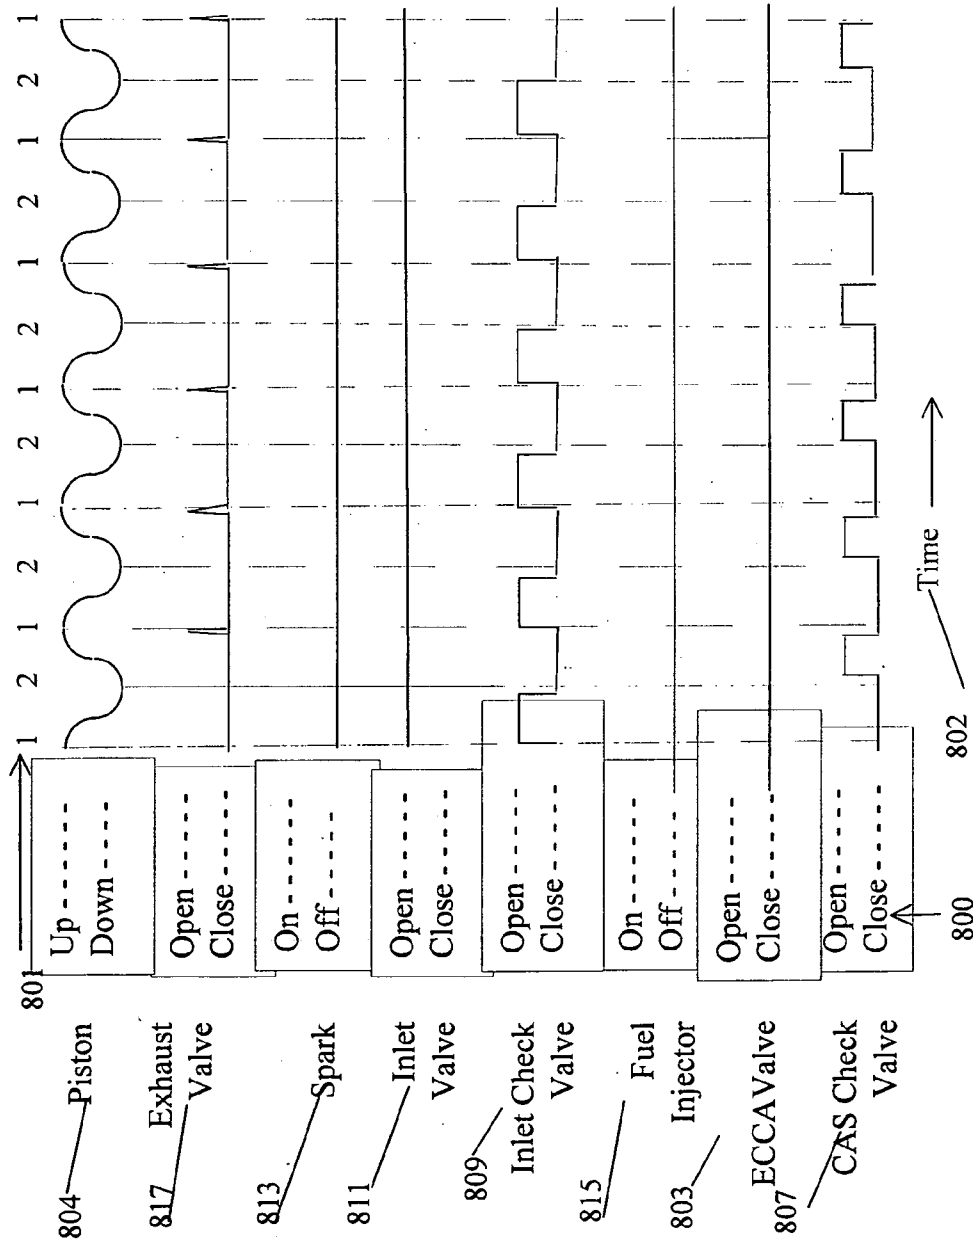 801
1 2 1 2 1 2 1 2 1 2 1 2 1
804
Piston
Up -------
Down ----
817
Exhaust
Valve
Open ------
Close -----
813
Spark
On -------
Off -----
811
Inlet
Valve
Open ------
Close -----
809
Inlet Check
Valve
Open ------
Close -----
815
Fuel
Injector
On ------
Off -----
803
ECCA Valve
Open -----
Close -----
807
CAS Check
Valve
Open -----
Close -----
800
802
Time